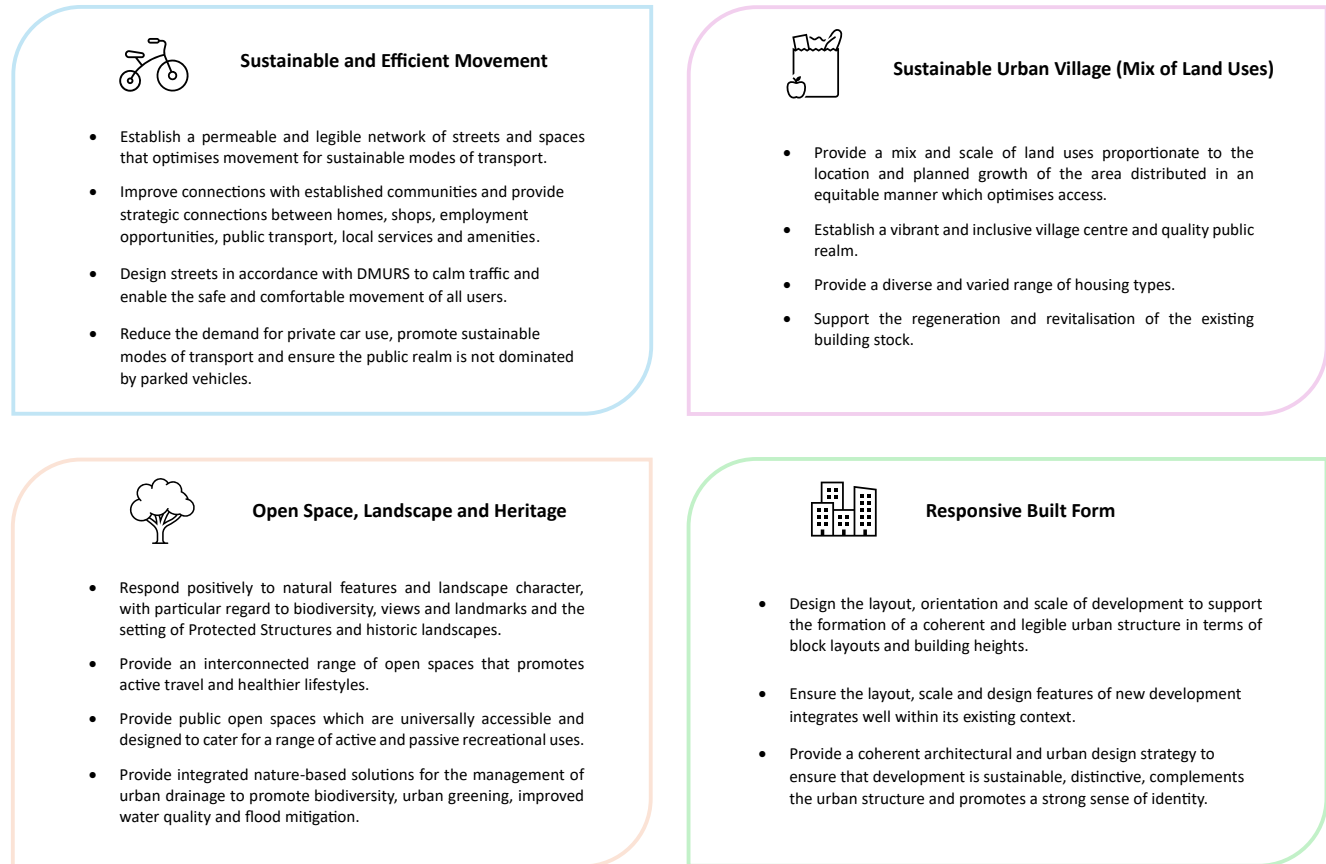 Sustainable and Efficient Movement
• Establish a permeable and legible network of streets and spaces
that optimises movement for sustainable modes of transport.
• Improve connections with established communities and provide
strategic connections between homes, shops, employment
opportunities, public transport, local services and amenities.
• Design streets in accordance with DMURS to calm traffic and
enable the safe and comfortable movement of all users.
• Reduce the demand for private car use, promote sustainable
modes of transport and ensure the public realm is not dominated
by parked vehicles.
Sustainable Urban Village (Mix of Land Uses)
• Provide a mix and scale of land uses proportionate to the
location and planned growth of the area distributed in an
equitable manner which optimises access.
• Establish a vibrant and inclusive village centre and quality public
realm.
• Provide a diverse and varied range of housing types.
• Support the regeneration and revitalisation of the existing
building stock.
Open Space, Landscape and Heritage
• Respond positively to natural features and landscape character,
with particular regard to biodiversity, views and landmarks and the
setting of Protected Structures and historic landscapes.
• Provide an interconnected range of open spaces that promotes
active travel and healthier lifestyles.
• Provide public open spaces which are universally accessible and
designed to cater for a range of active and passive recreational uses.
• Provide integrated nature-based solutions for the management of
urban drainage to promote biodiversity, urban greening, improved
water quality and flood mitigation.
Responsive Built Form
• Design the layout, orientation and scale of development to support
the formation of a coherent and legible urban structure in terms of
block layouts and building heights.
• Ensure the layout, scale and design features of new development
integrates well within its existing context.
• Provide a coherent architectural and urban design strategy to
ensure that development is sustainable, distinctive, complements
the urban structure and promotes a strong sense of identity.